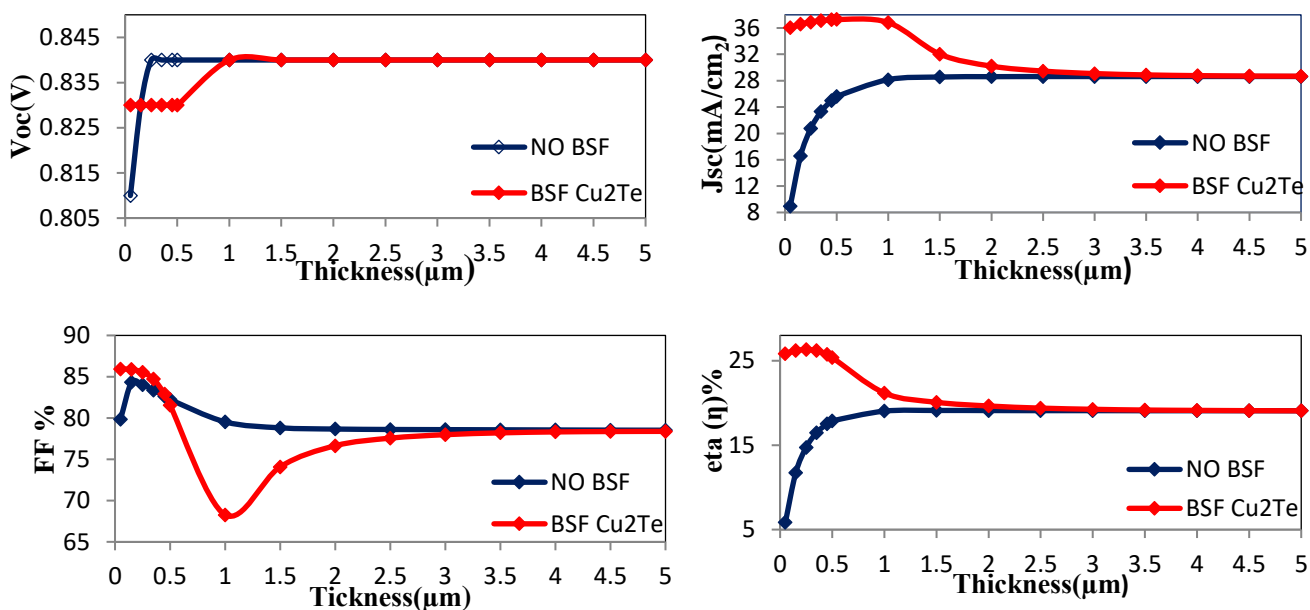 0.845
0.835
0.825
0.815
0.805
Voc(V)
0 0.5 1 1.5 2 2.5 3 3.5 4 4.5 5
Thickness(µm)
NO BSF
BSF Cu2Te
36
32
28
24
20
16
12
8
Jsc(mA/cm2)
0 0.5 1 1.5 2 2.5 3 3.5 4 4.5 5
Thickness(µm)
NO BSF
BSF Cu2Te
90
85
80
75
70
65
FF %
0 0.5 1 1.5 2 2.5 3 3.5 4 4.5 5
Tickness(µm)
NO BSF
BSF Cu2Te
25
15
5
eta (η)%
0 0.5 1 1.5 2 2.5 3 3.5 4 4.5 5
Thickness(µm)
NO BSF
BSF Cu2Te